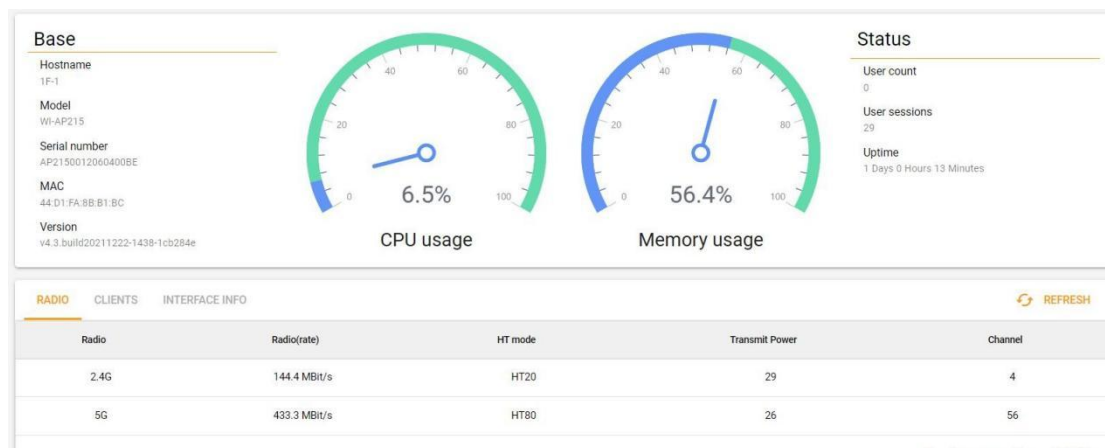 Base
Hostname
1F-1
Model
WI-AP215
Serial number
AP2150012060400BE
MAC
44:D1:FA:8B:B1:BC
Version
v4.3.build20211222-1438-1cb284e
0
20
40
60
80
100
6.5%
CPU usage
0
20
40
60
80
100
56.4%
Memory usage
Status
User count
0
User sessions
29
Uptime
1 Days 0 Hours 13 Minutes
RADIO CLIENTS INTERFACE INFO REFRESH
Radio Radio(rate) HT mode Transmit Power Channel
2.4G 144.4 MBit/s HT20 29 4
5G 433.3 MBit/s HT80 26 56